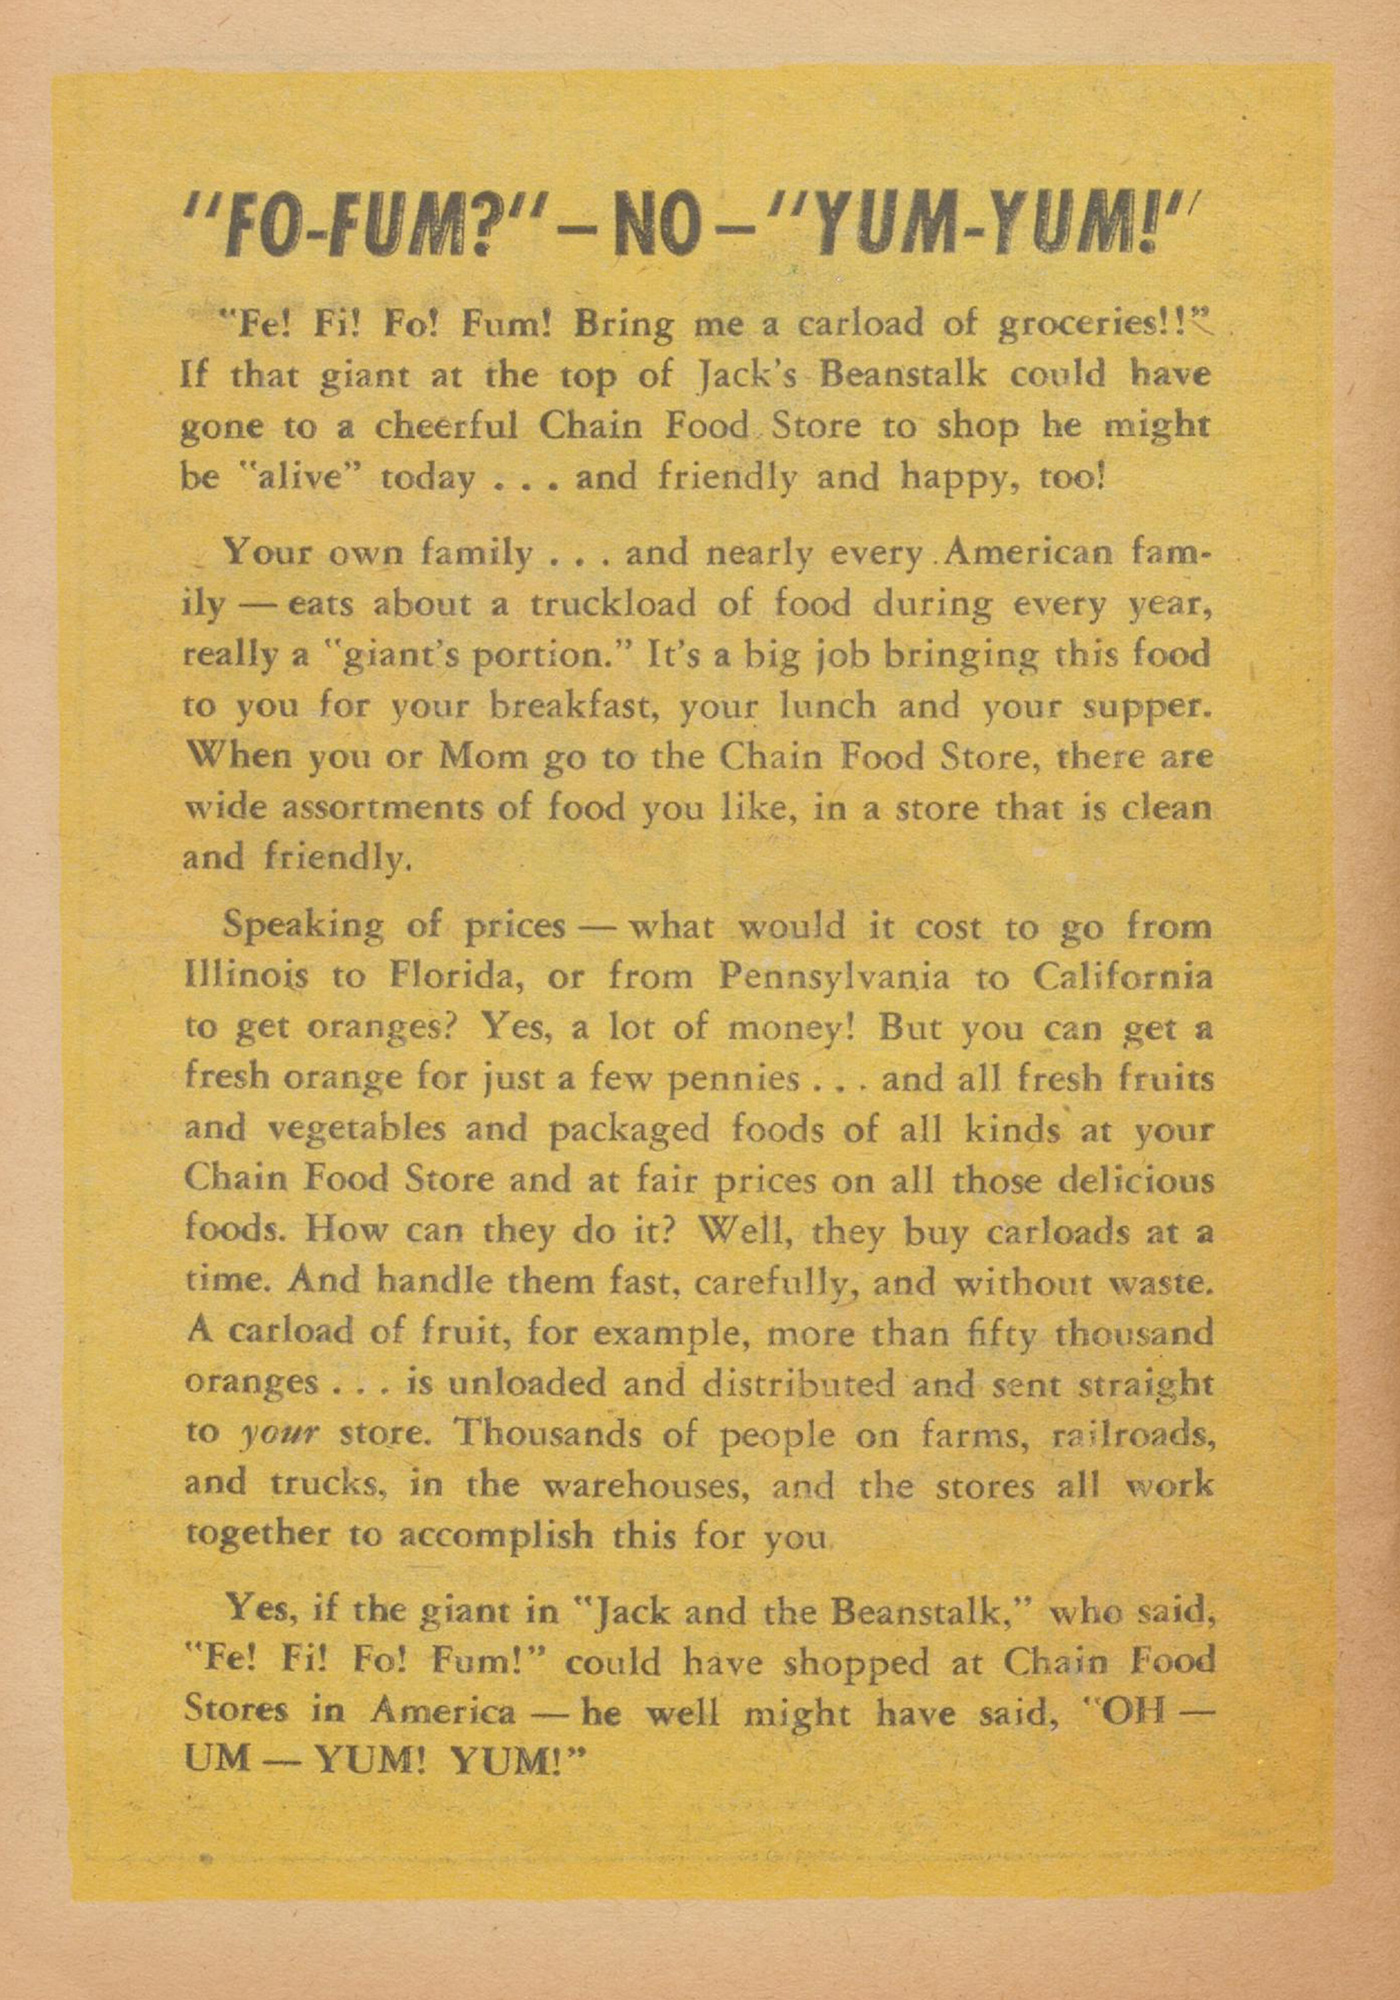 "FO-FUM?" — NO — "YUM-YUM!"
"Fe! Fi! Fo! Fum! Bring me a carload of groceries!!"
If that giant at the top of Jack's Beanstalk could have
gone to a cheerful Chain Food Store to shop he might
be "alive" today . . . and friendly and happy, too!
Your own family . . . and nearly every American fam-
ily — eats about a truckload of food during every year,
really a "giant's portion." It's a big job bringing this food
to you for your breakfast, your lunch and your supper.
When you or Mom go to the Chain Food Store, there are
wide assortments of food you like, in a store that is clean
and friendly.
Speaking of prices — what would it cost to go from
Illinois to Florida, or from Pennsylvania to California
to get oranges? Yes, a lot of money! But you can get a
fresh orange for just a few pennies . . . and all fresh fruits
and vegetables and packaged foods of all kinds at your
Chain Food Store and at fair prices on all those delicious
foods. How can they do it? Well, they buy carloads at a
time. And handle them fast, carefully, and without waste.
A carload of fruit, for example, more than fifty thousand
oranges . . . is unloaded and distributed and sent straight
to your store. Thousands of people on farms, railroads,
and trucks, in the warehouses, and the stores all work
together to accomplish this for you.
Yes, if the giant in "Jack and the Beanstalk," who said,
"Fe! Fi! Fo! Fum!" could have shopped at Chain Food
Stores in America — he well might have said, "OH —
UM — YUM! YUM!"